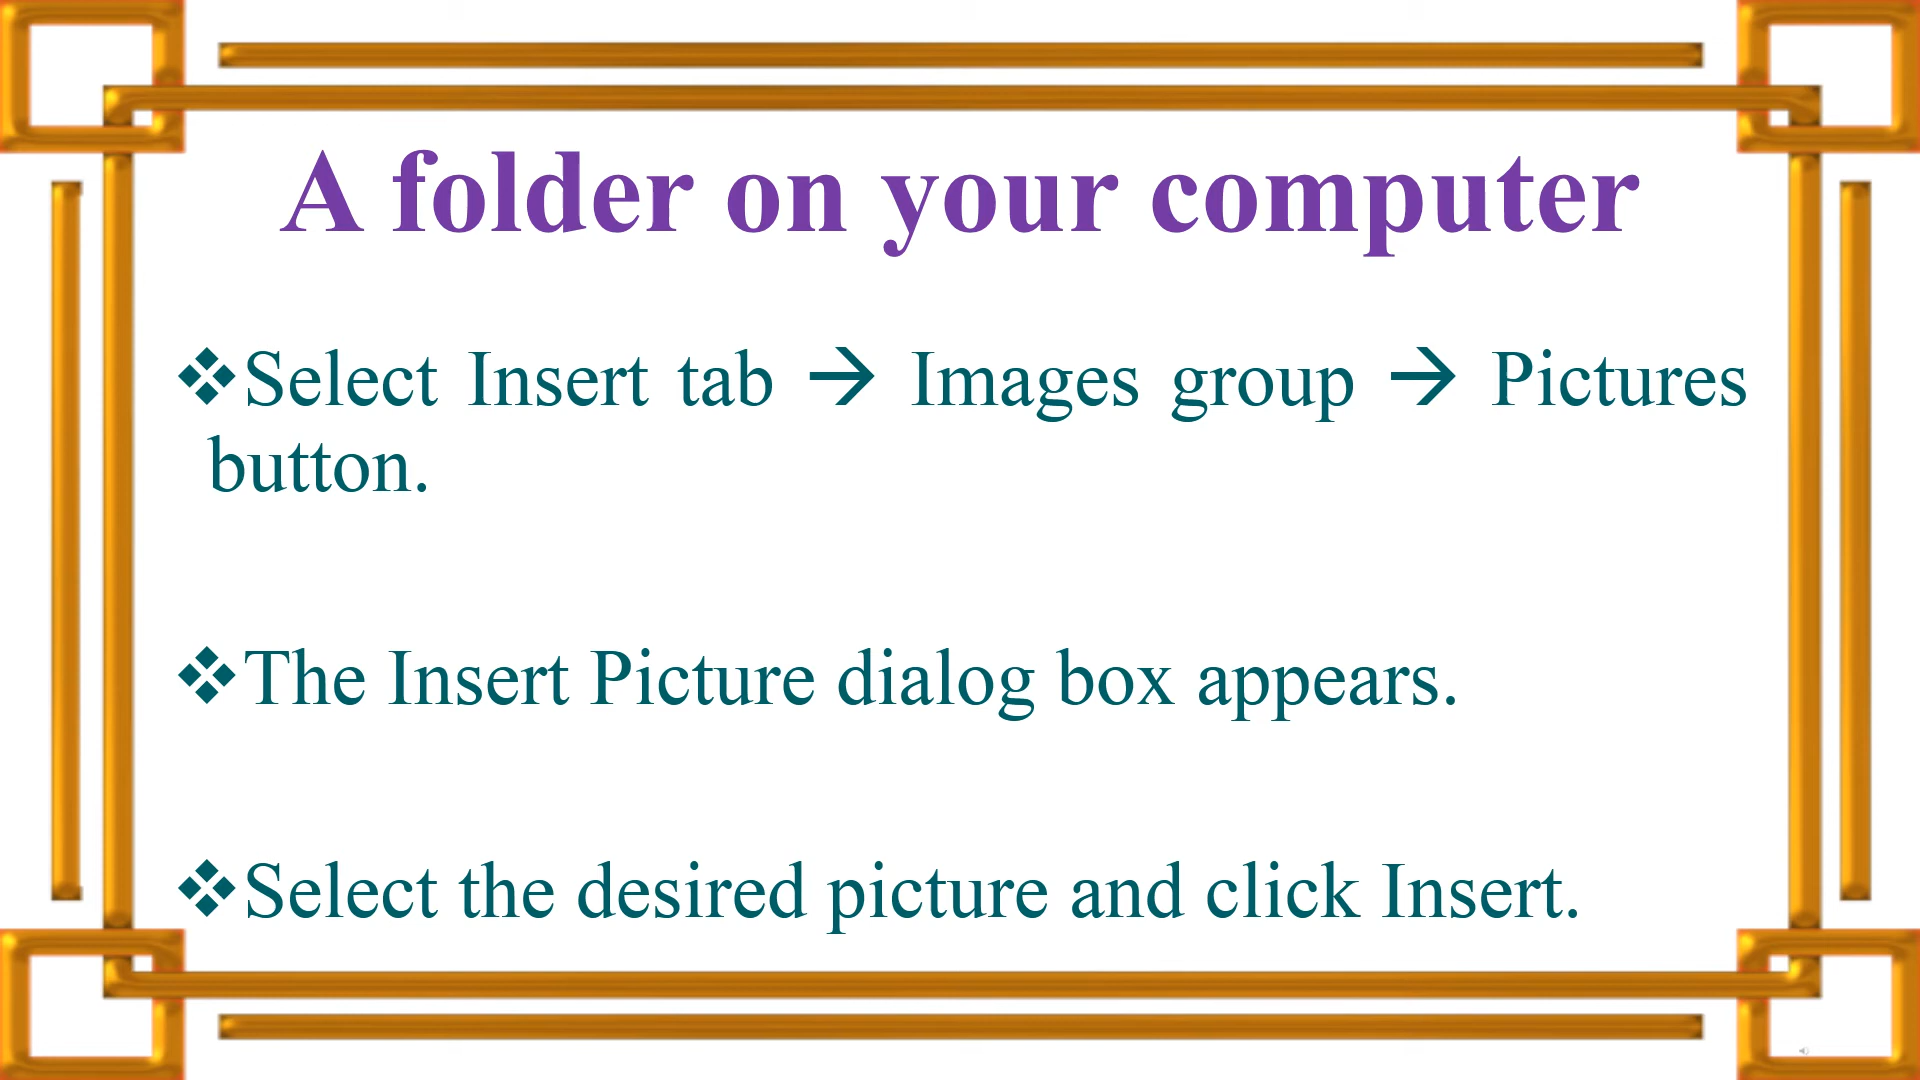 A folder on your computer
❖Select Insert tab → Images group → Pictures
button.
❖The Insert Picture dialog box appears.
❖Select the desired picture and click Insert.